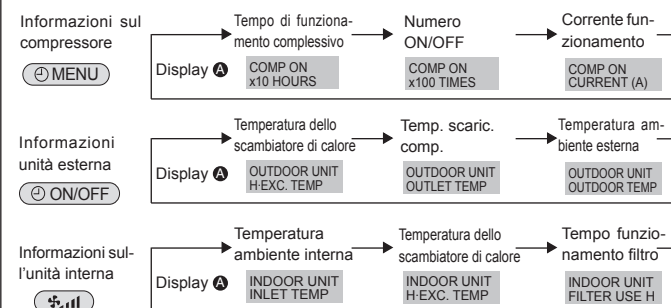 Informazioni sul
compressore
MENU
Display A
Tempo di funziona-
mento complessivo
COMP ON
x10 HOURS
Numero
ON/OFF
COMP ON
x100 TIMES
Corrente fun-
zionamento
COMP ON
CURRENT (A)
Informazioni
unità esterna
ON/OFF
Display A
Temperatura dello
scambiatore di calore
OUTDOOR UNIT
H·EXC. TEMP
Temp. scaric.
comp.
OUTDOOR UNIT
OUTLET TEMP
Temperatura am-
biente esterna
OUTDOOR UNIT
OUTDOOR TEMP
Informazioni sul-
l'unità interna
Display A
Temperatura
ambiente interna
INDOOR UNIT
INLET TEMP
Temperatura dello
scambiatore di calore
INDOOR UNIT
H·EXC. TEMP
Tempo funzio-
namento filtro
INDOOR UNIT
FILTER USE H